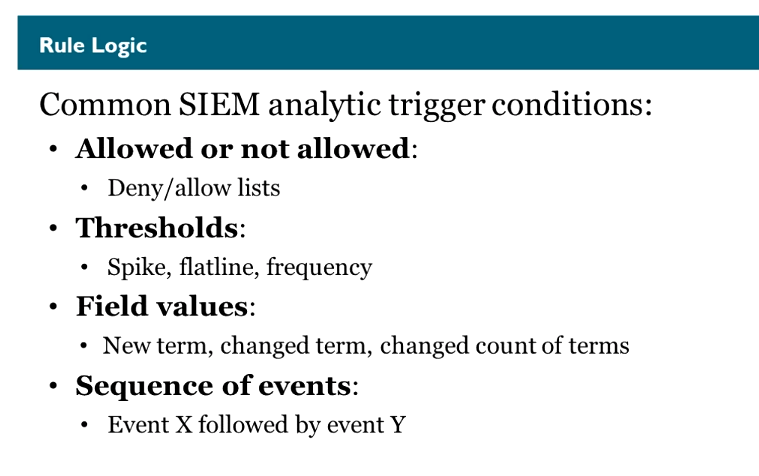 Rule Logic
Common SIEM analytic trigger conditions:
• Allowed or not allowed:
• Deny/allow lists
• Thresholds:
• Spike, flatline, frequency
• Field values:
• New term, changed term, changed count of terms
• Sequence of events:
• Event X followed by event Y